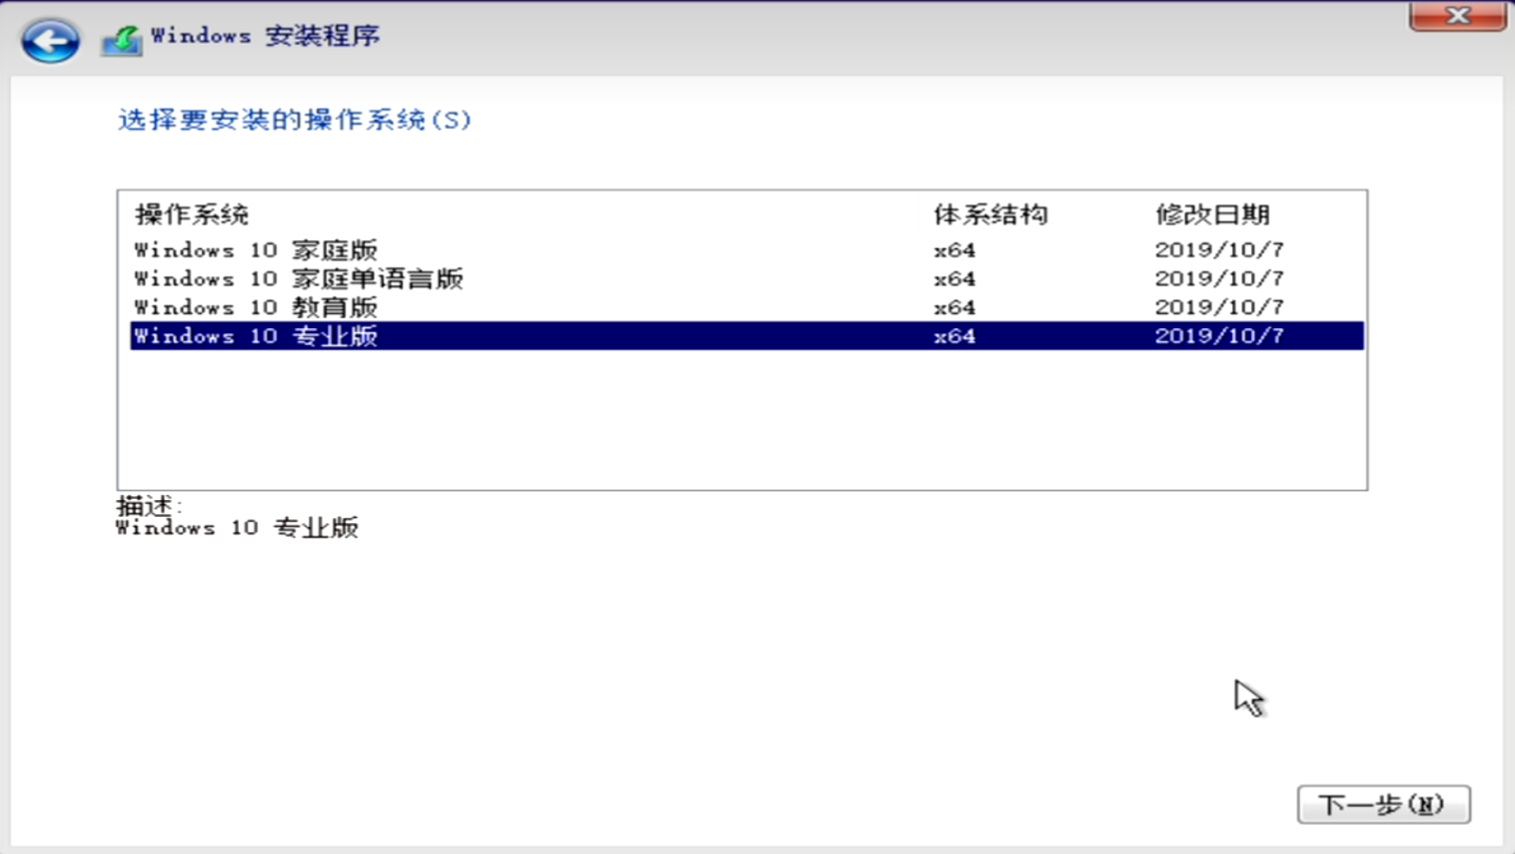 Windows 安装程序
选择要安装的操作系统(S)
操作系统 体系结构 修改日期
Windows 10 家庭版 x64 2019/10/7
Windows 10 家庭单语言版 x64 2019/10/7
Windows 10 教育版 x64 2019/10/7
Windows 10 专业版 x64 2019/10/7
描述:
Windows 10 专业版
下一步(N)